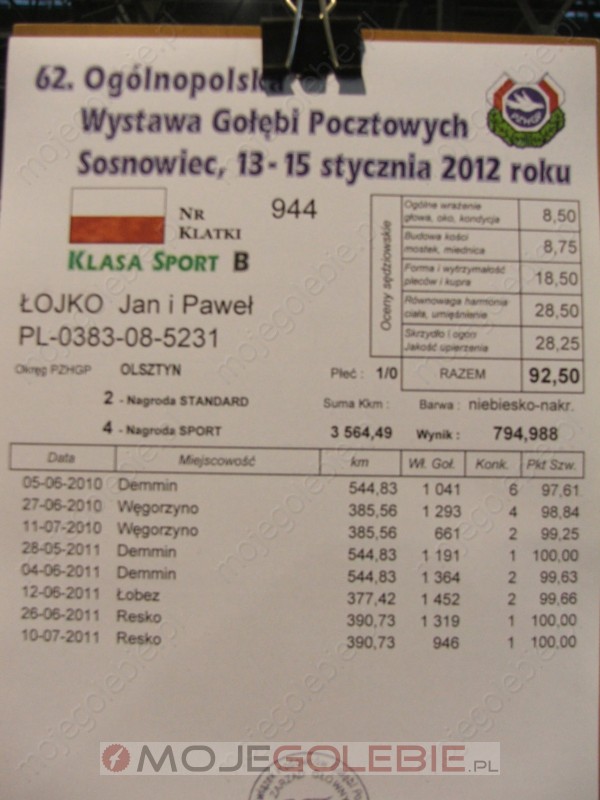 62. Ogólnopolska
Wystawa Gołębi Pocztowych
Sosnowiec, 13 - 15 stycznia 2012 roku
PZHGP
NR KLATKI 944
KLASA SPORT B
ŁOJKO Jan i Paweł
PL-0383-08-5231
Oceny sędziowskie
Ogólne wrażenie głowa, oko, kondycja 8,50
Budowa kości mostek, miednica 8,75
Forma i wytrzymałość pleców i kupra 18,50
Równowaga harmonia ciała, umięśnienie 28,50
Skrzydło i ogon Jakość upierzenia 28,25
Okręg PZHGP OLSZTYN Płeć : 1/0 RAZEM 92,50
2 - Nagroda STANDARD Suma Kkm : Barwa : niebiesko-nakr.
4 - Nagroda SPORT 3 564,49 Wynik : 794,988
Data Miejscowość km Wł. Goł. Konk. Pkt Szw.
05-06-2010 Demmin 544,83 1 041 6 97,61
27-06-2010 Węgorzyno 385,56 1 293 4 98,84
11-07-2010 Węgorzyno 385,56 661 2 99,25
28-05-2011 Demmin 544,83 1 191 1 100,00
04-06-2011 Demmin 544,83 1 364 2 99,63
12-06-2011 Łobez 377,42 1 452 2 99,66
26-06-2011 Resko 390,73 1 319 1 100,00
10-07-2011 Resko 390,73 946 1 100,00
MOJEGOLEBIE.PL
ZARZĄD GŁÓWNY